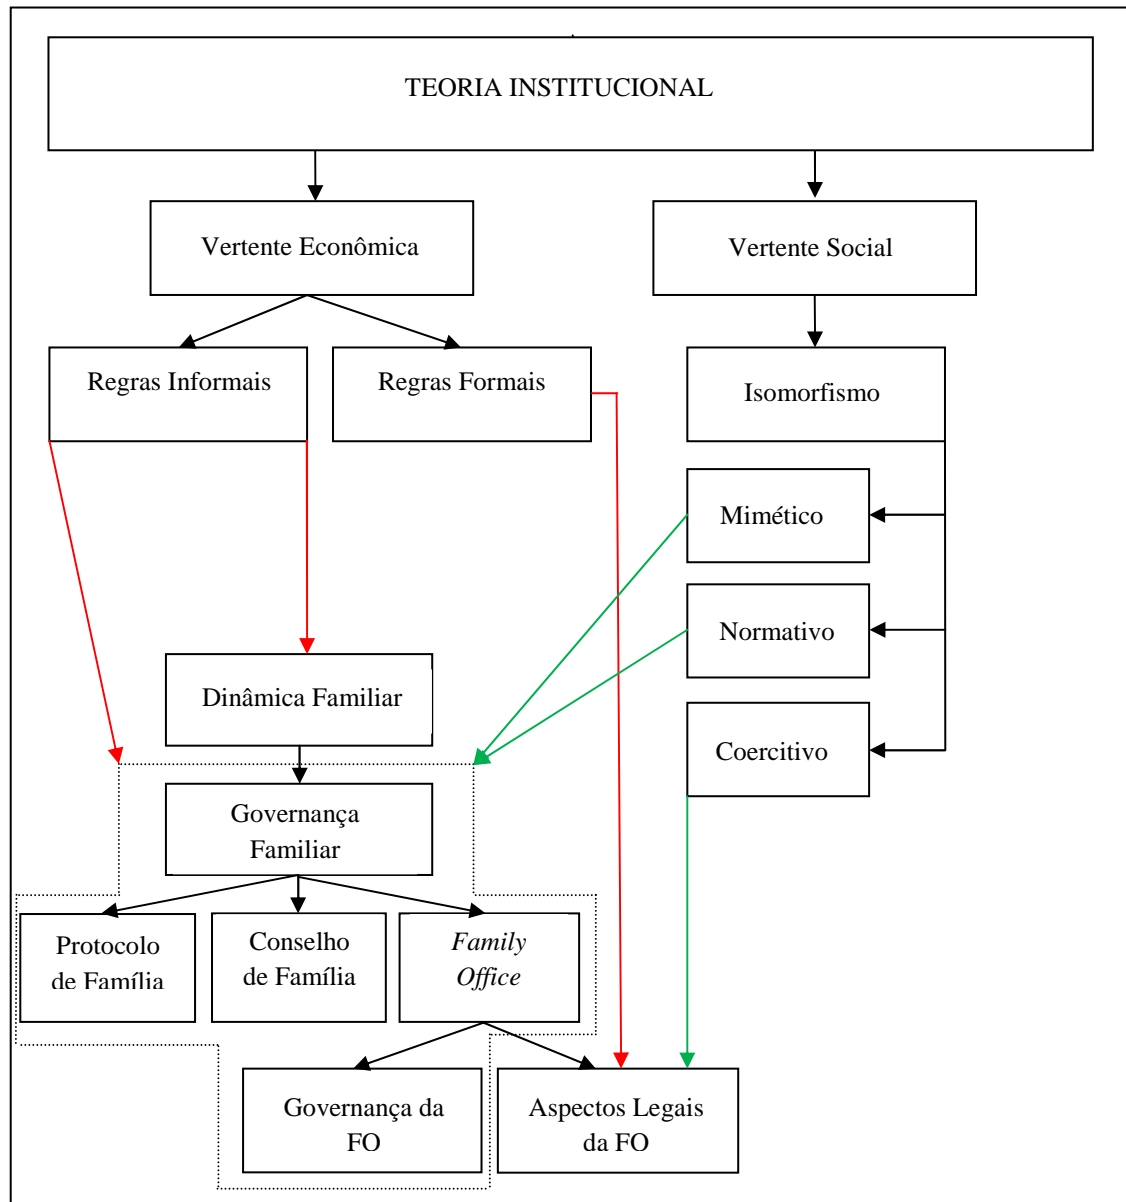 TEORIA INSTITUCIONAL
Vertente Econômica
Vertente Social
Regras Informais
Regras Formais
Isomorfismo
Mimético
Normativo
Dinâmica Familiar
Coercitivo
Governança
Familiar
Protocolo
de Família
Conselho
de Família
Family
Office
Governança da
FO
Aspectos Legais
da FO